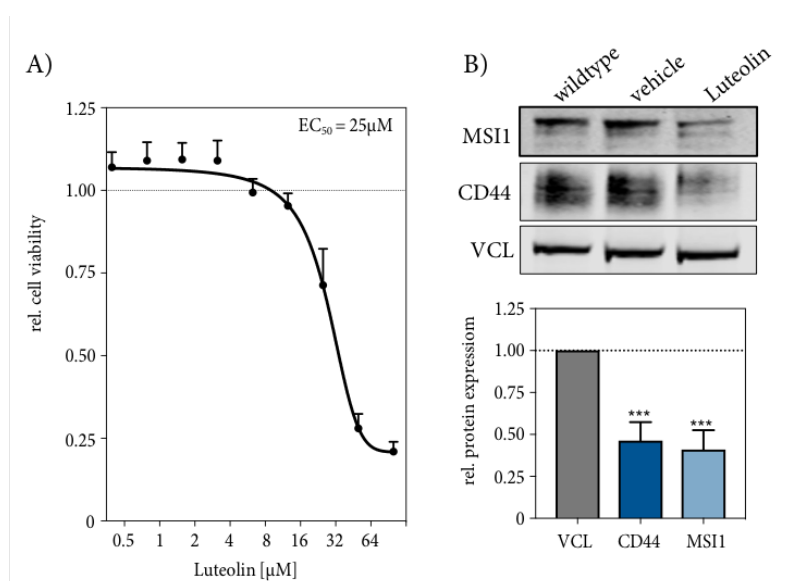 A)
1.25
1.00
0.75
0.50
0.25
0
rel. cell viability
EC₅₀ = 25µM
0.5 1 2 4 8 16 32 64
Luteolin [µM]
B)
wildtype vehicle Luteolin
MSI1
CD44
VCL
1.25
1.00
0.75
0.50
0.25
0
rel. protein expressiom
*** ***
VCL CD44 MSI1